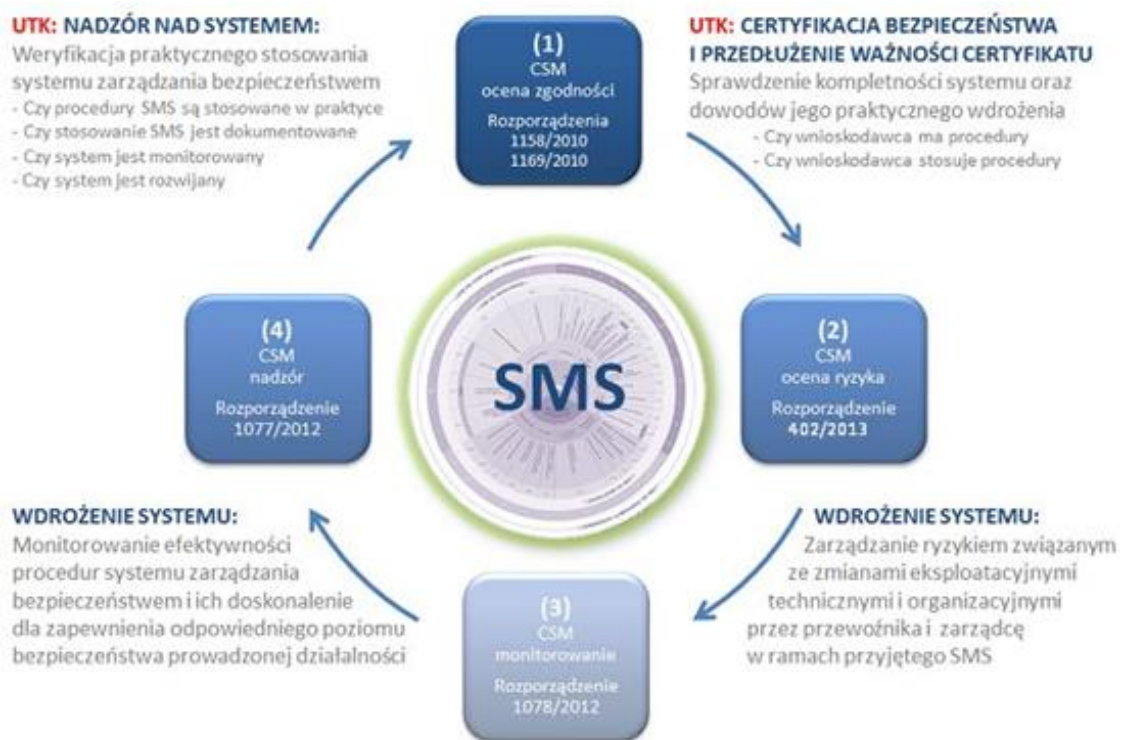 UTK: NADZÓR NAD SYSTEMEM:
Weryfikacja praktycznego stosowania
systemu zarządzania bezpieczeństwem
- Czy procedury SMS są stosowane w praktyce
- Czy stosowanie SMS jest dokumentowane
- Czy system jest monitorowany
- Czy system jest rozwijany
(1)
CSM
ocena zgodności
Rozporządzenia
1158/2010
1169/2010
UTK: CERTYFIKACJA BEZPIECZEŃSTWA
I PRZEDŁUŻENIE WAŻNOŚCI CERTYFIKATU
Sprawdzenie kompletności systemu oraz
dowodów jego praktycznego wdrożenia
- Czy wnioskodawca ma procedury
- Czy wnioskodawca stosuje procedury
(4)
CSM
nadzór
Rozporządzenie
1077/2012
SMS
(2)
CSM
ocena ryzyka
Rozporządzenie
402/2013
WDROŻENIE SYSTEMU:
Monitorowanie efektywności
procedur systemu zarządzania
bezpieczeństwem i ich doskonalenie
dla zapewnienia odpowiedniego poziomu
bezpieczeństwa prowadzonej działalności
(3)
CSM
monitorowanie
Rozporządzenie
1078/2012
WDROŻENIE SYSTEMU:
Zarządzanie ryzykiem związanym
ze zmianami eksploatacyjnymi
technicznymi i organizacyjnymi
przez przewoźnika i zarządcę
w ramach przyjętego SMS